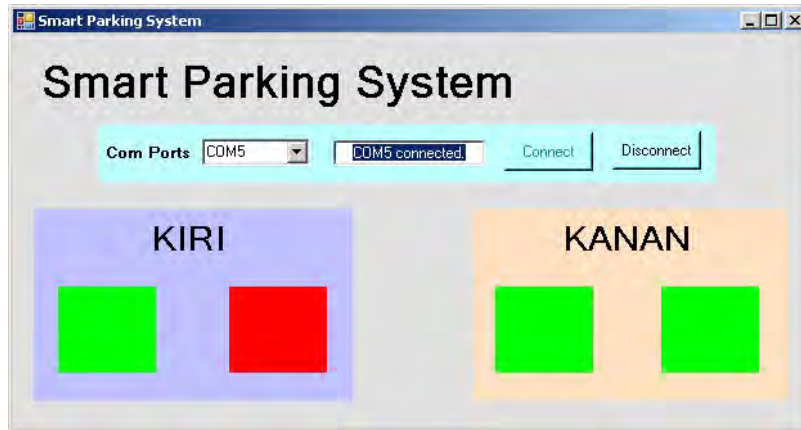 Smart Parking System
Smart Parking System
Com Ports COM5 COM5 connected. Connect Disconnect
KIRI KANAN